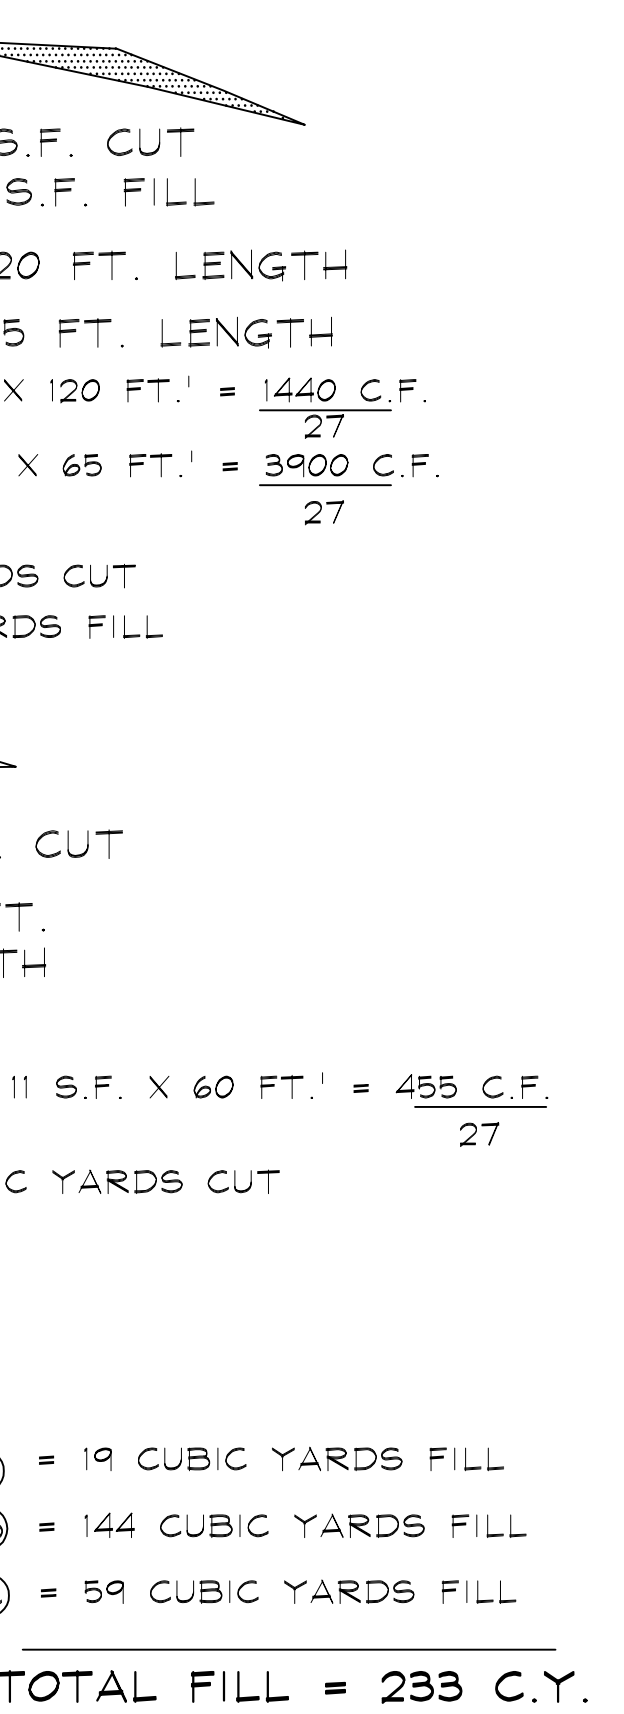 S.F. CUT
S.F. FILL
20 FT. LENGTH
5 FT. LENGTH
X 120 FT.' = 1440 C.F.
27
X 65 FT.' = 3900 C.F.
27
DS CUT
RDS FILL
. CUT
FT.
TH
11 S.F. X 60 FT.' = 455 C.F.
27
C YARDS CUT
= 19 CUBIC YARDS FILL
= 144 CUBIC YARDS FILL
= 59 CUBIC YARDS FILL
TOTAL FILL = 233 C.Y.